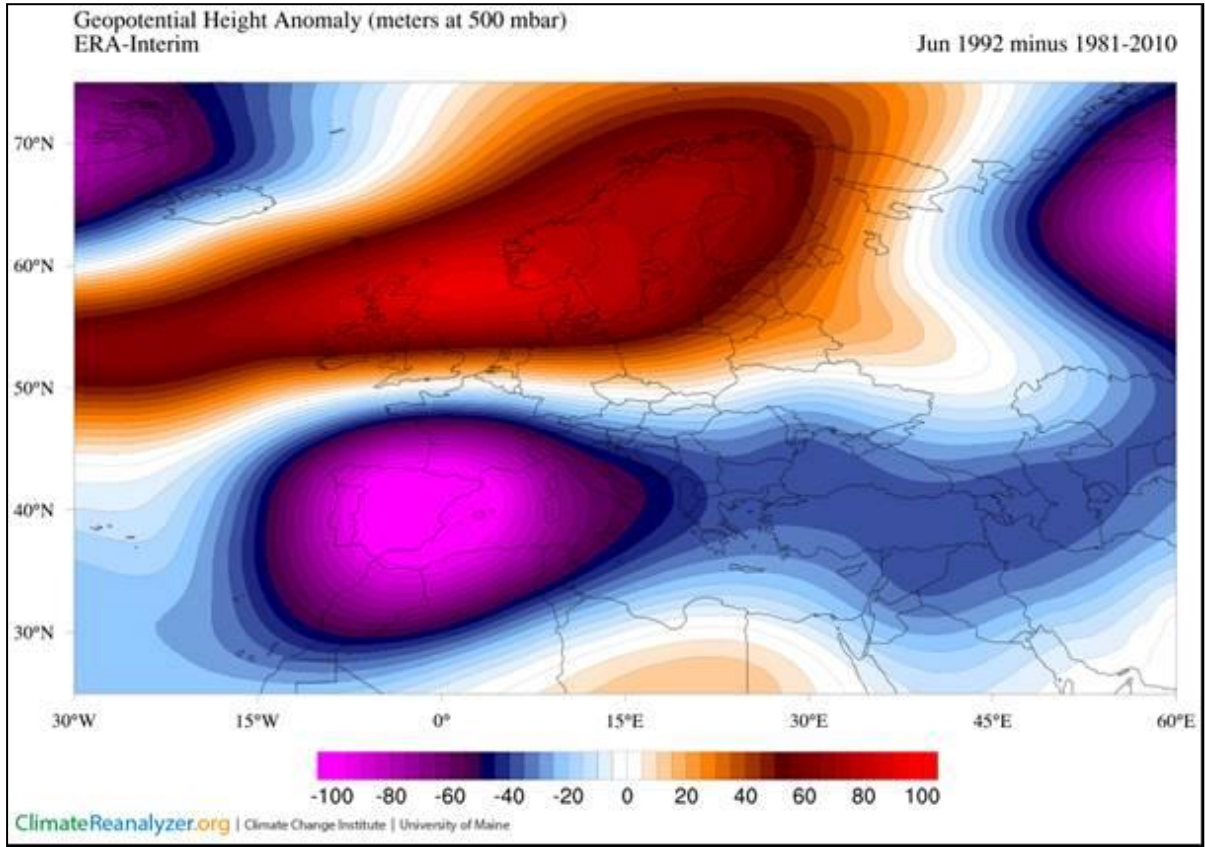 Geopotential Height Anomaly (meters at 500 mbar)
ERA-Interim
Jun 1992 minus 1981-2010
70°N
60°N
50°N
40°N
30°N
30°W 15°W 0° 15°E 30°E 45°E 60°E
-100 -80 -60 -40 -20 0 20 40 60 80 100
ClimateReanalyzer.org | Climate Change Institute | University of Maine